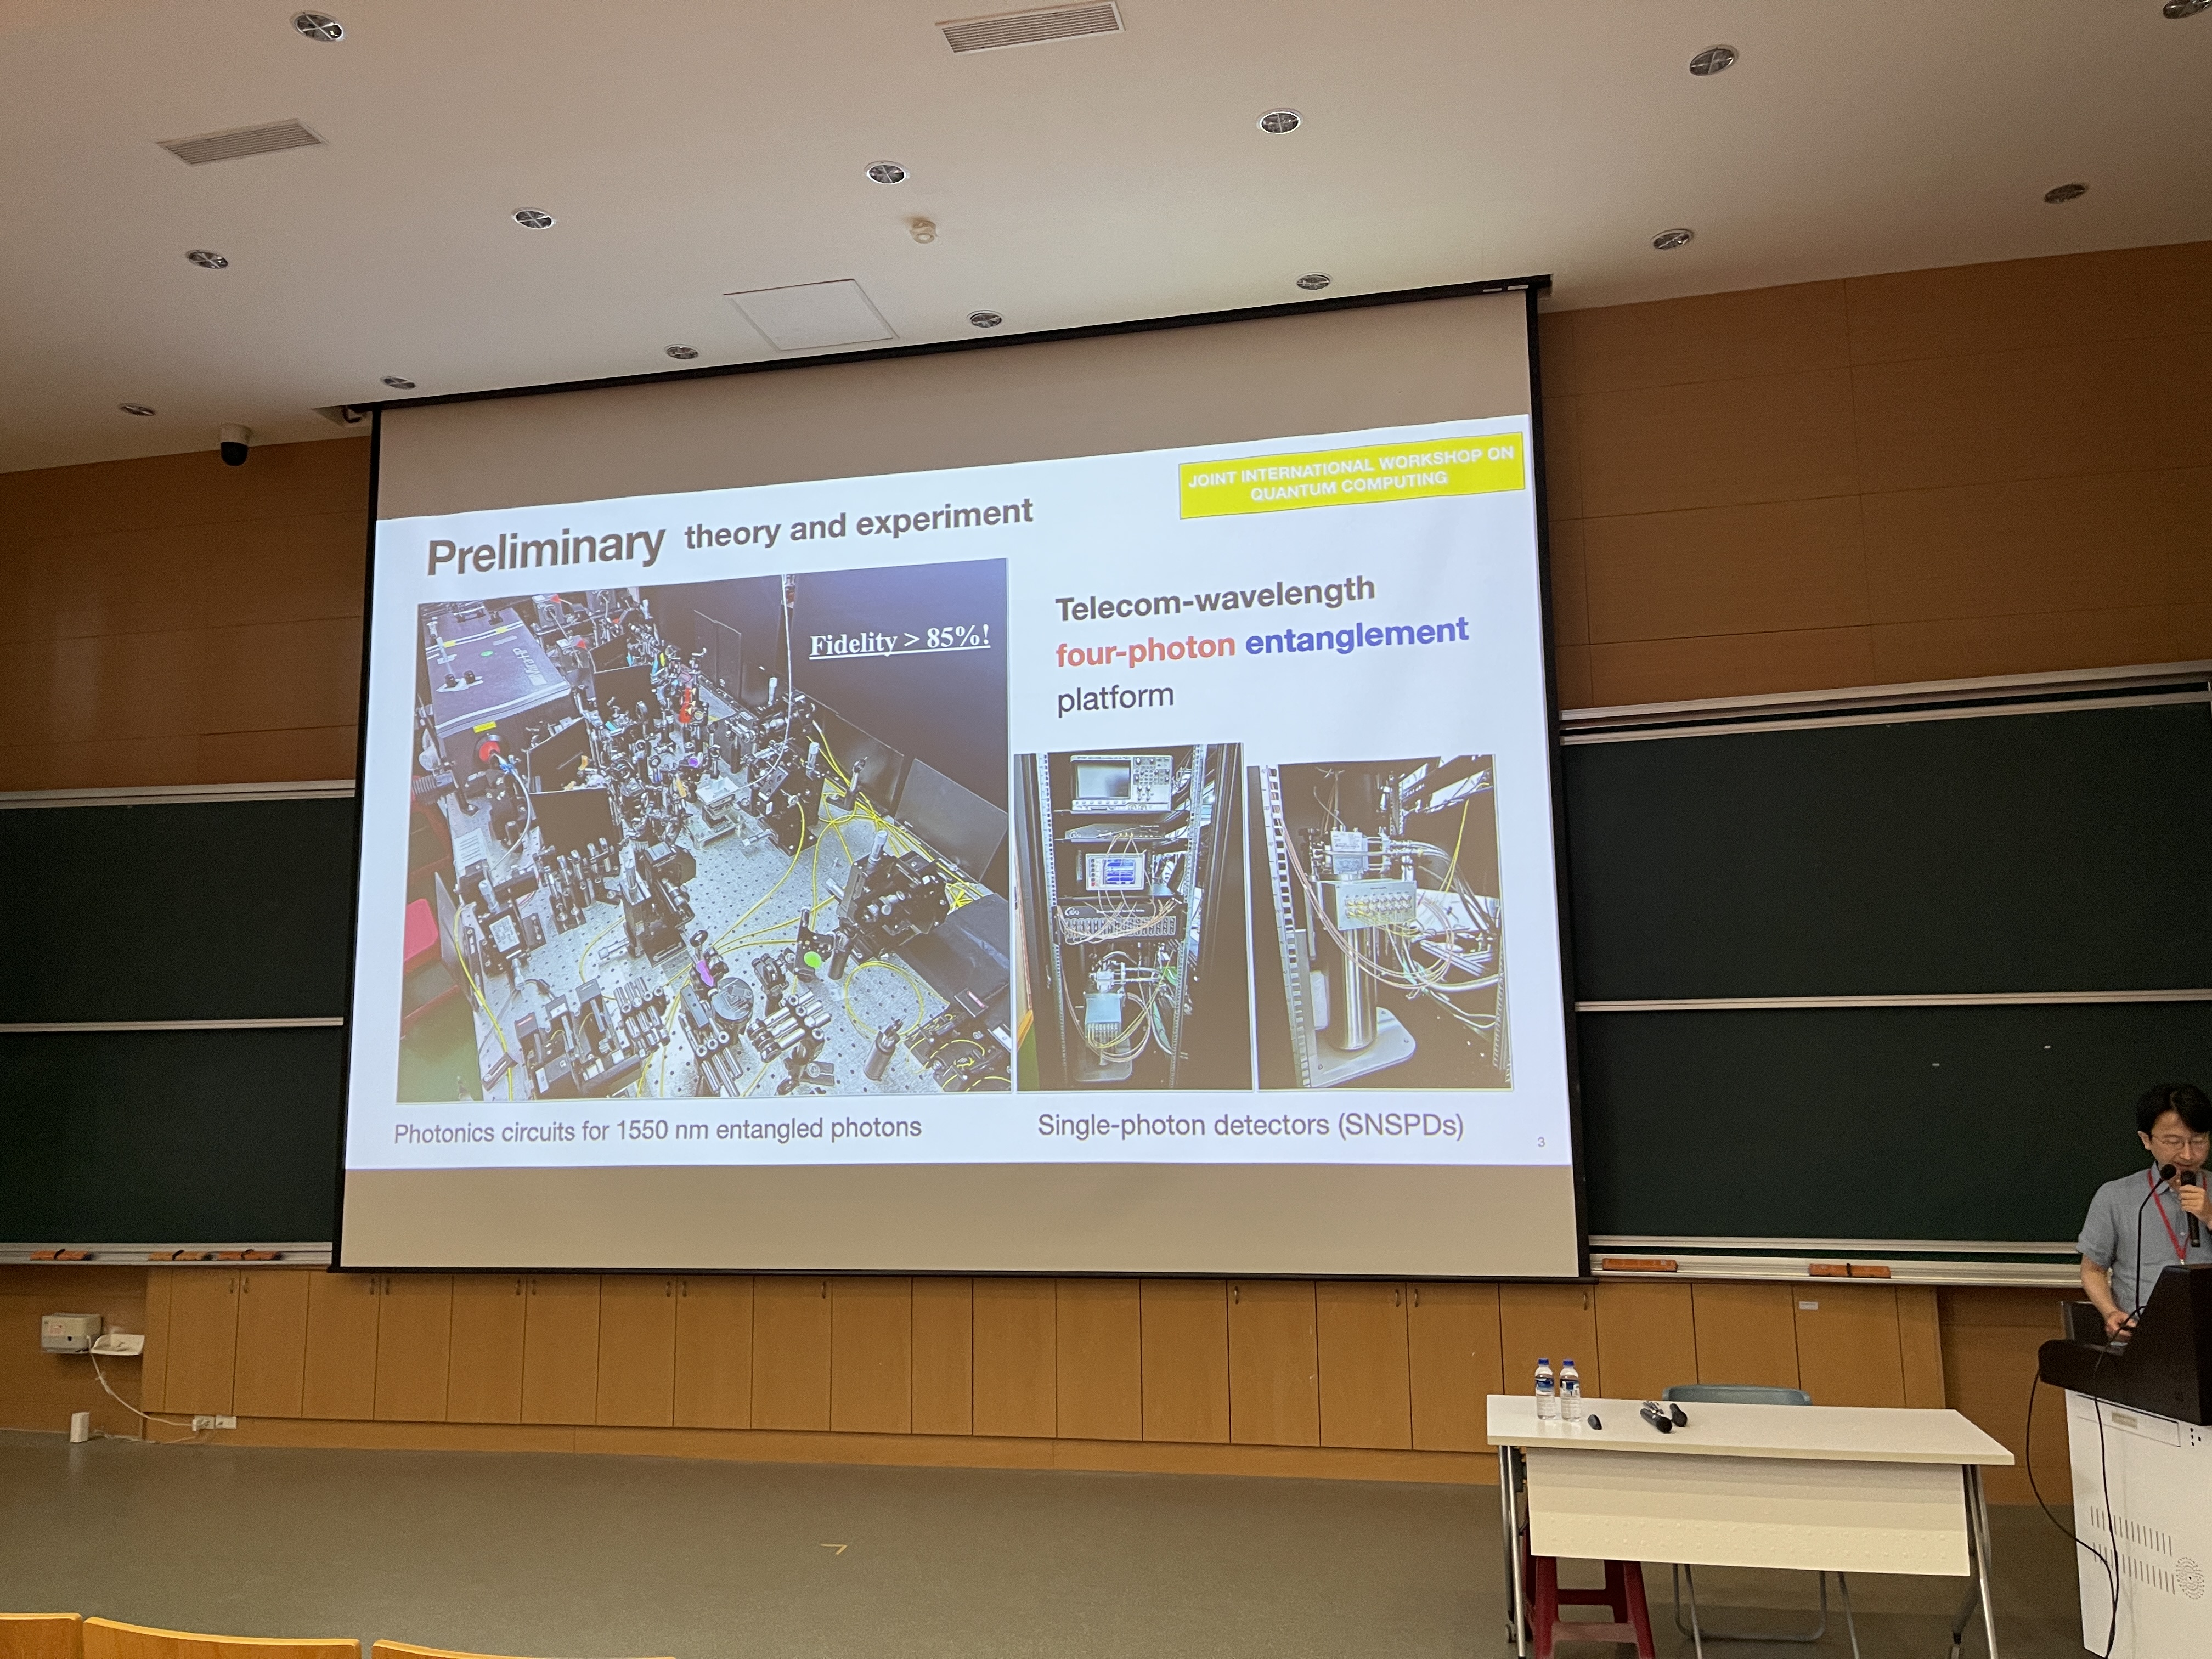 JOINT INTERNATIONAL WORKSHOP ON
QUANTUM COMPUTING
Preliminary theory and experiment
Fidelity > 85%!
Telecom-wavelength
four-photon entanglement
platform
Photonics circuits for 1550 nm entangled photons
Single-photon detectors (SNSPDs)
3